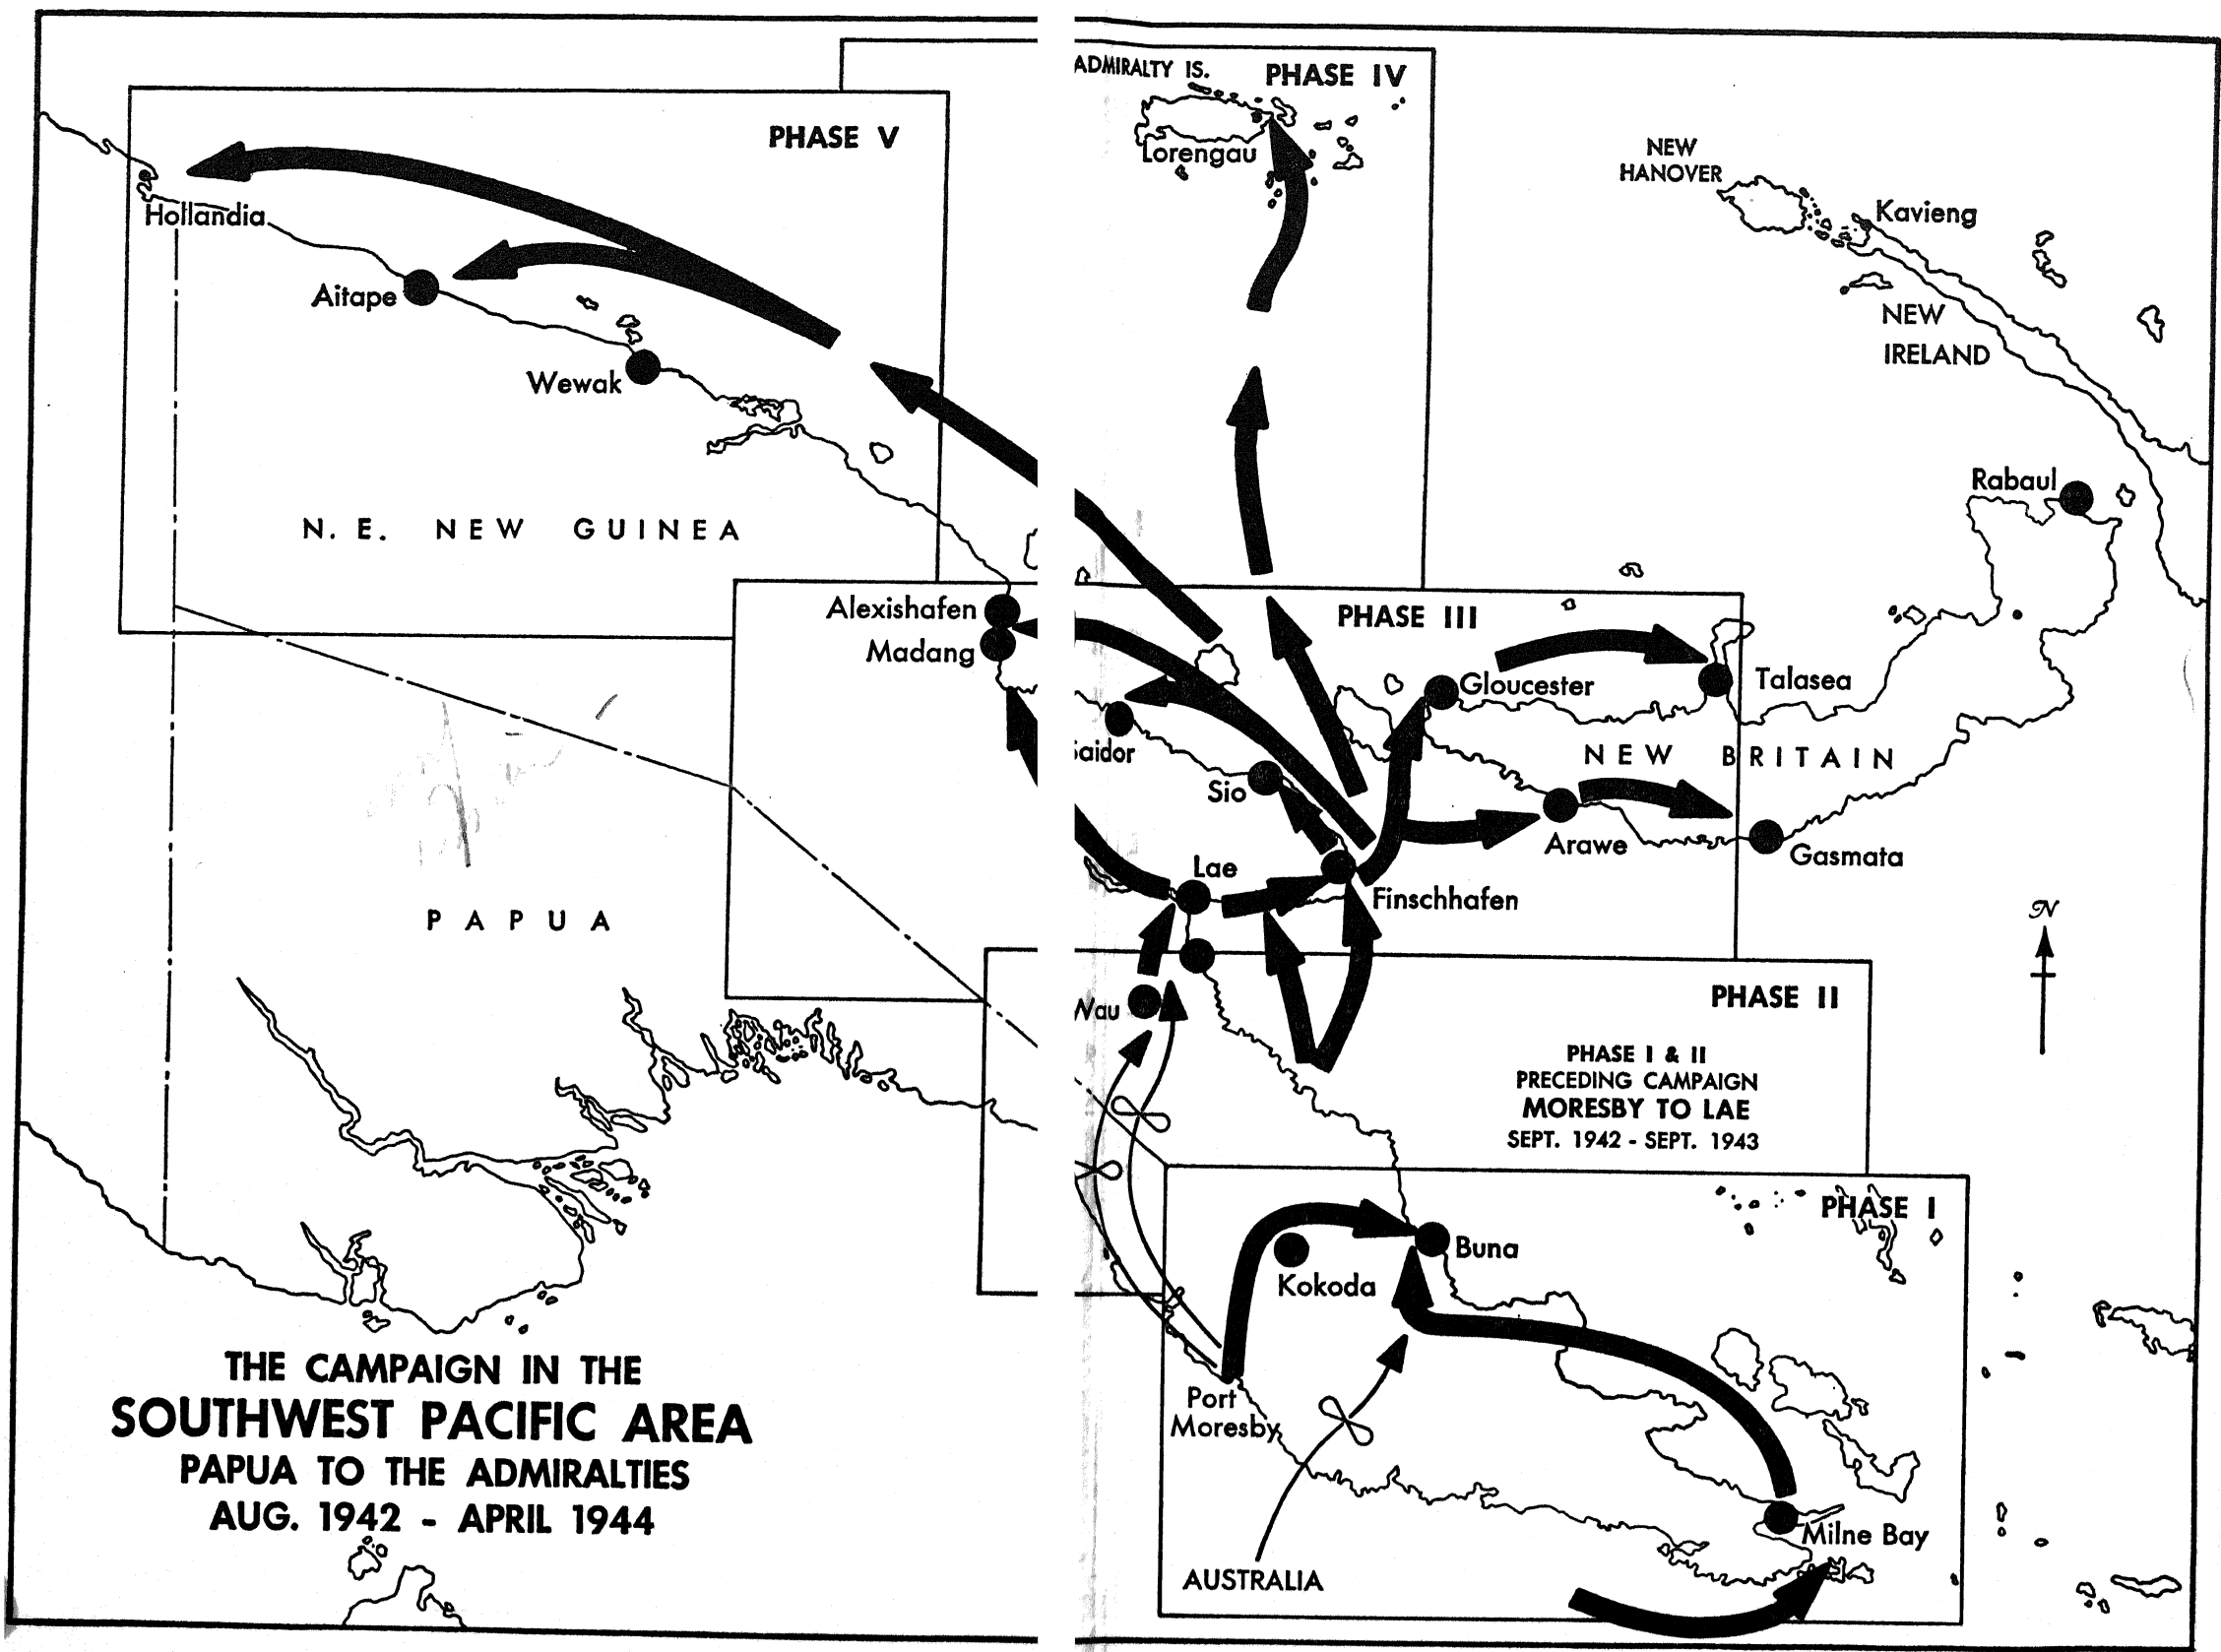 ADMIRALTY IS.
PHASE IV
PHASE V
Lorengau
NEW
HANOVER
Kavieng
Hollandia
Aitape
NEW
IRELAND
Wewak
Rabaul
N. E. NEW GUINEA
Alexishafen
PHASE III
Madang
Gloucester
Talasea
aidor
NEW BRITAIN
Sio
Arawe
Gasmata
Lae
Finschhafen
PAPUA
N
Wau
PHASE II
PHASE I & II
PRECEDING CAMPAIGN
MORESBY TO LAE
SEPT. 1942 - SEPT. 1943
PHASE I
Buna
Kokoda
THE CAMPAIGN IN THE
SOUTHWEST PACIFIC AREA
PAPUA TO THE ADMIRALTIES
AUG. 1942 - APRIL 1944
Port
Moresby
Milne Bay
AUSTRALIA